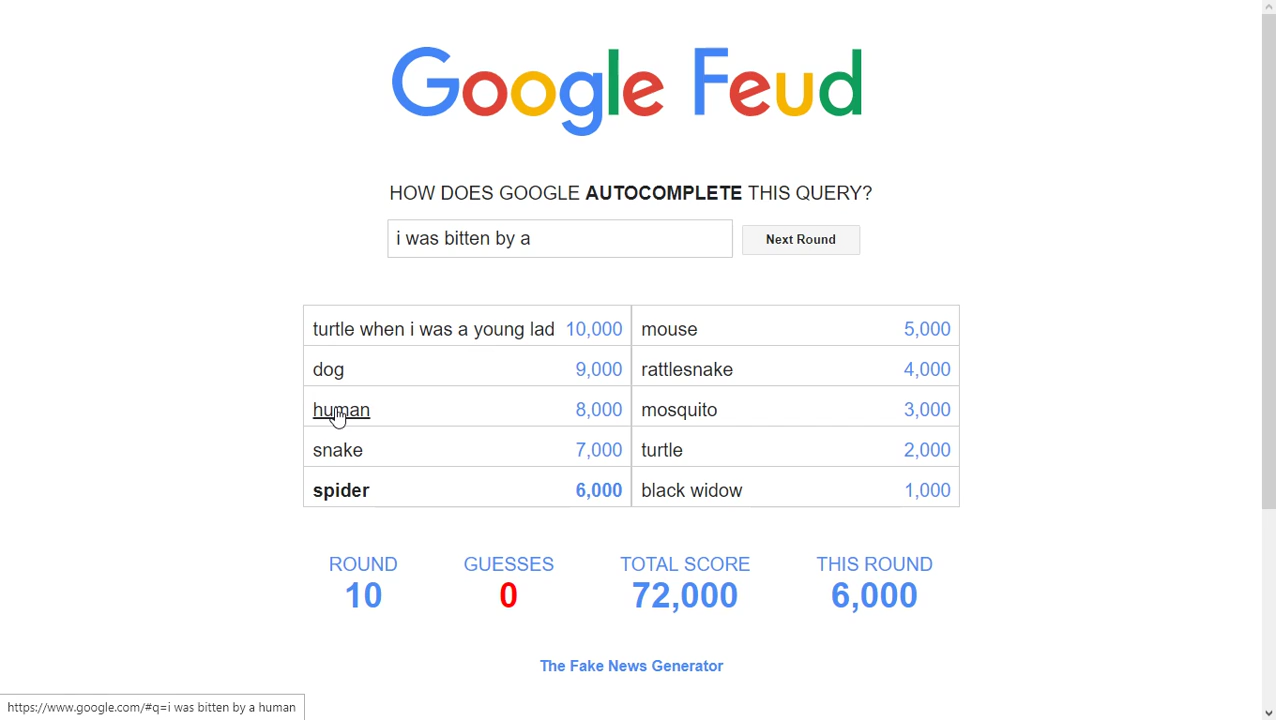 Google Feud
HOW DOES GOOGLE AUTOCOMPLETE THIS QUERY?
i was bitten by a
Next Round
turtle when i was a young lad 10,000
dog 9,000
human 8,000
snake 7,000
spider 6,000
mouse 5,000
rattlesnake 4,000
mosquito 3,000
turtle 2,000
black widow 1,000
ROUND GUESSES TOTAL SCORE THIS ROUND
10 0 72,000 6,000
The Fake News Generator
https://www.google.com/#q=i was bitten by a human